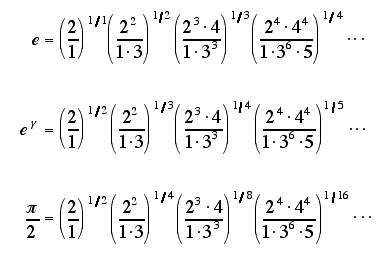 e = (2/1)^{1/1} (2^2/1·3)^{1/2} (2^3·4/1·3^3)^{1/3} (2^4·4^4/1·3^6·5)^{1/4} ...
e^γ = (2/1)^{1/2} (2^2/1·3)^{1/3} (2^3·4/1·3^3)^{1/4} (2^4·4^4/1·3^6·5)^{1/5} ...
π/2 = (2/1)^{1/2} (2^2/1·3)^{1/4} (2^3·4/1·3^3)^{1/8} (2^4·4^4/1·3^6·5)^{1/16} ...